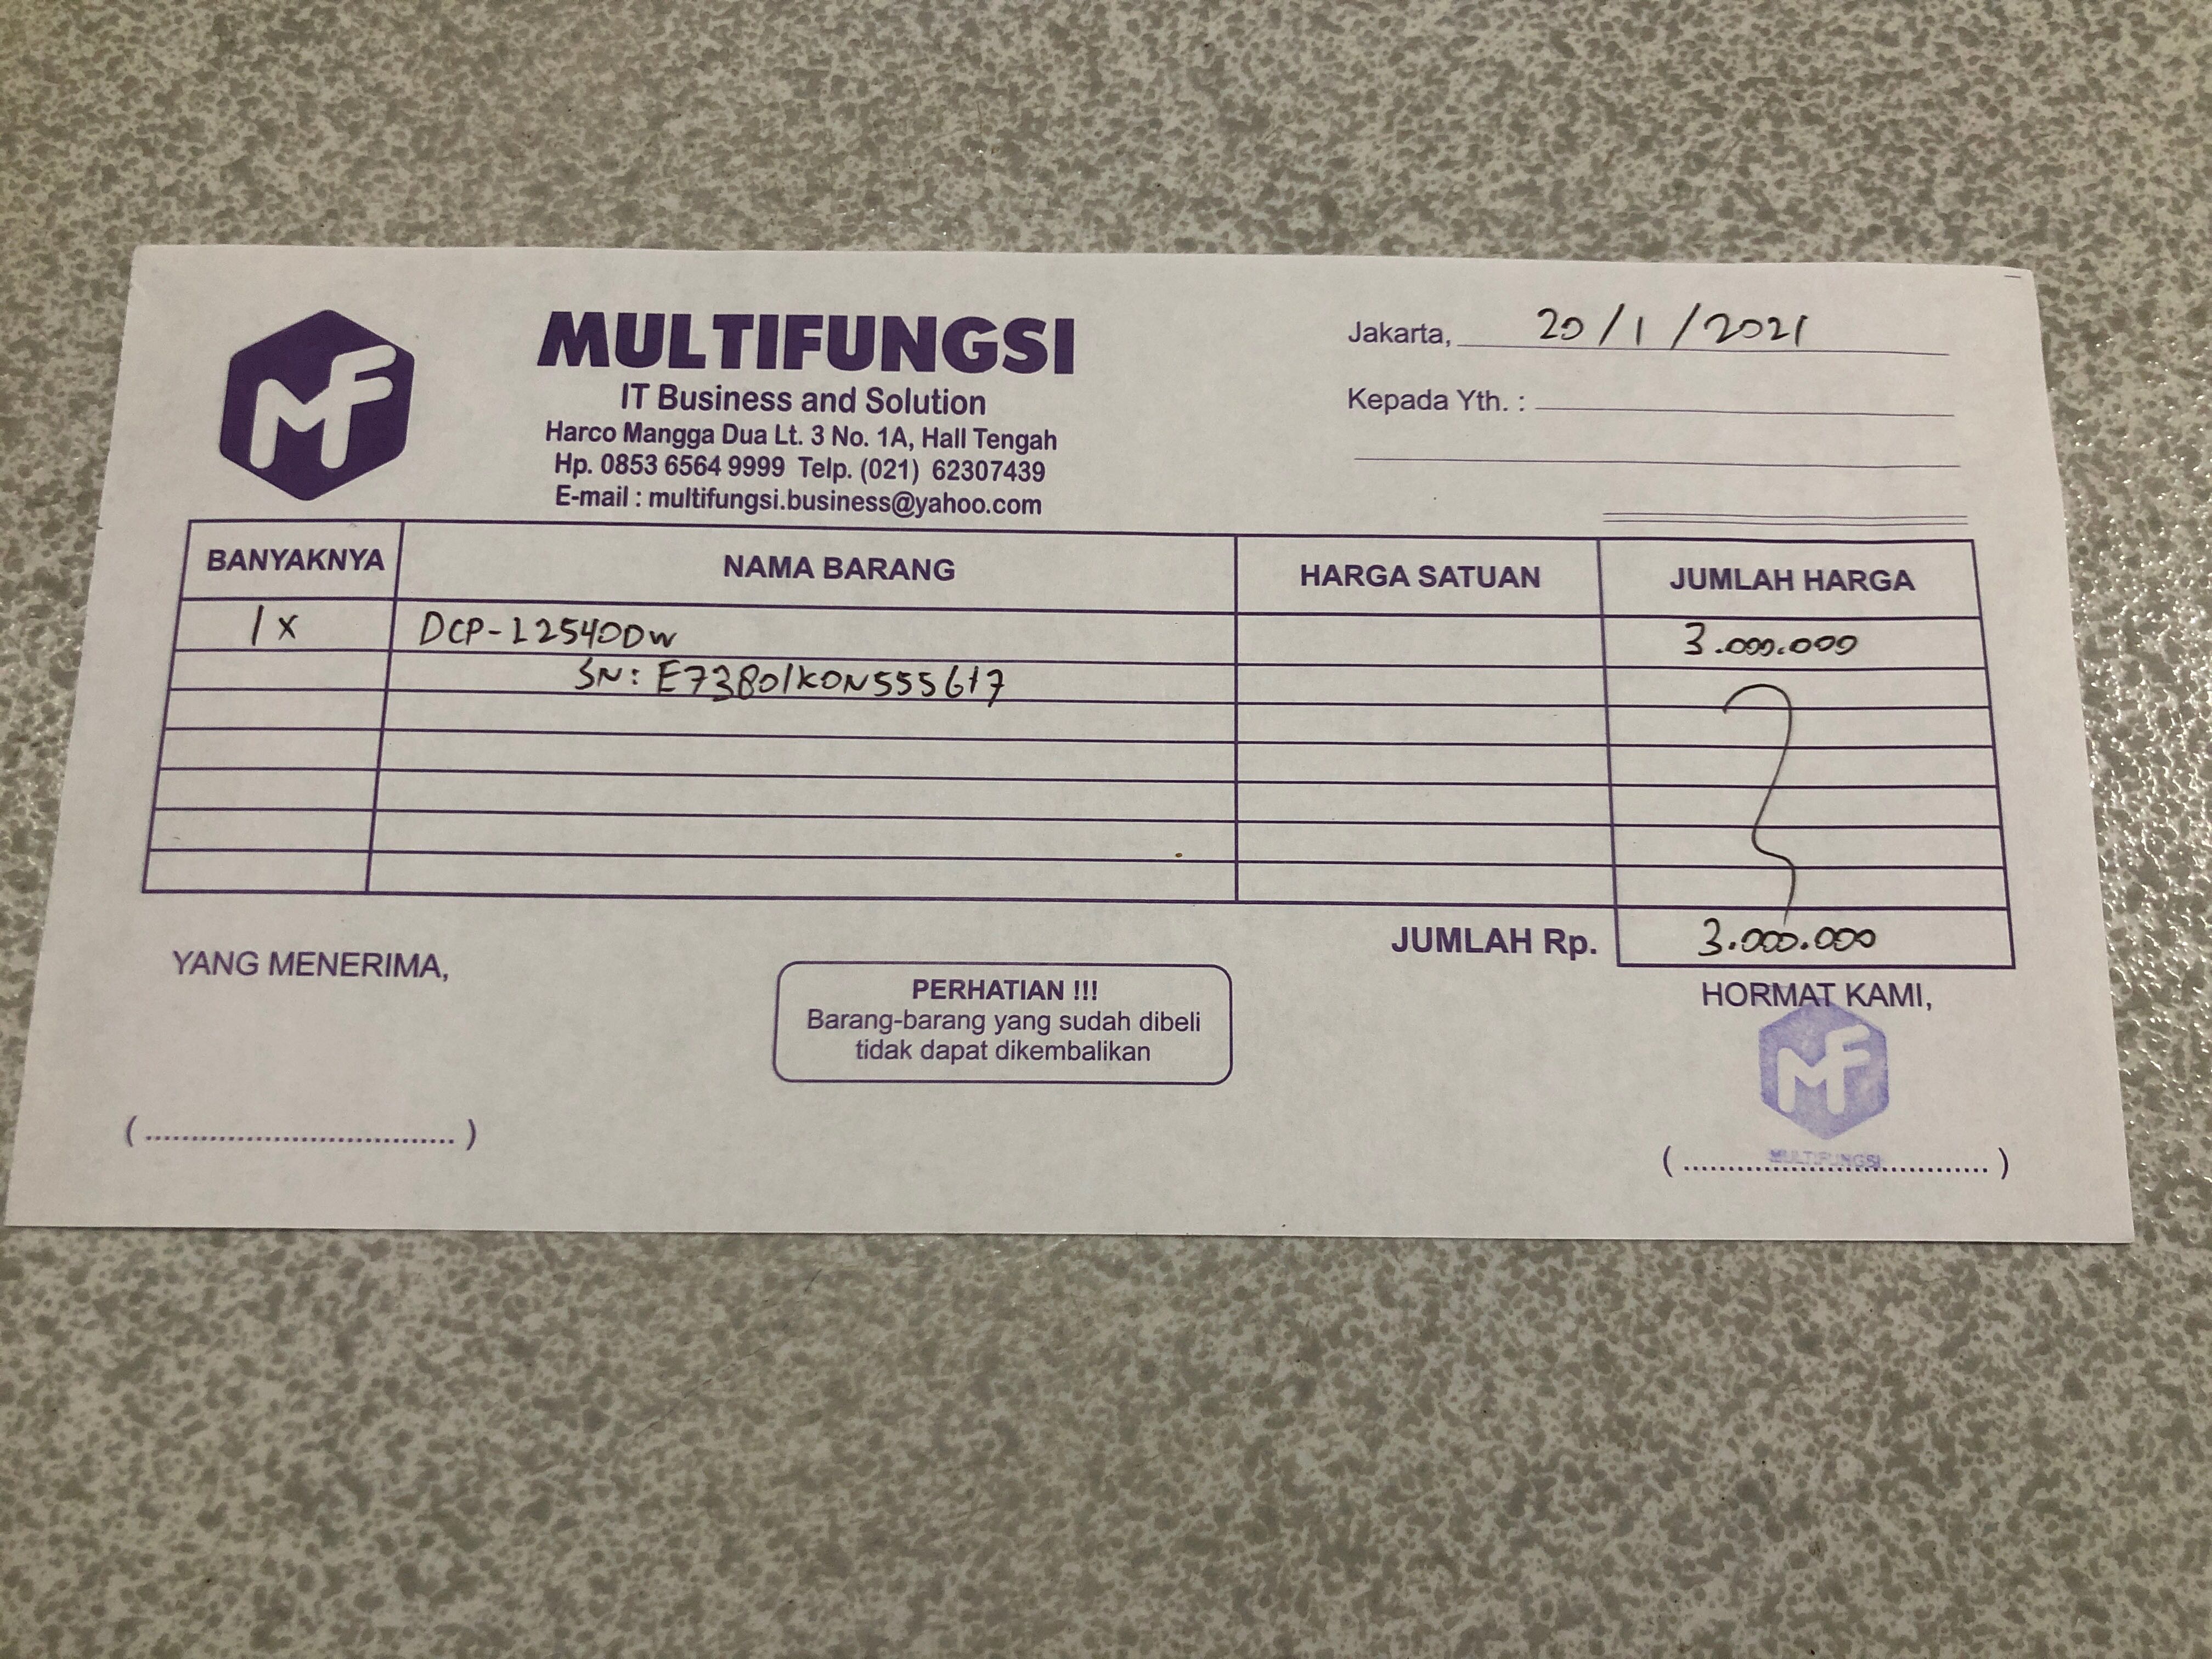 MF
MULTIFUNGSI
IT Business and Solution
Harco Mangga Dua Lt. 3 No. 1A, Hall Tengah
Hp. 0853 6564 9999 Telp. (021) 62307439
E-mail : multifungsi.business@yahoo.com
Jakarta, 20/1/2021
Kepada Yth. :
BANYAKNYA NAMA BARANG HARGA SATUAN JUMLAH HARGA
1x DCP-L2540DW 3.000.000
SN: E73801K0N555617
JUMLAH Rp. 3.000.000
YANG MENERIMA,
PERHATIAN !!!
Barang-barang yang sudah dibeli
tidak dapat dikembalikan
HORMAT KAMI,
MF
MULTIFUNGSI